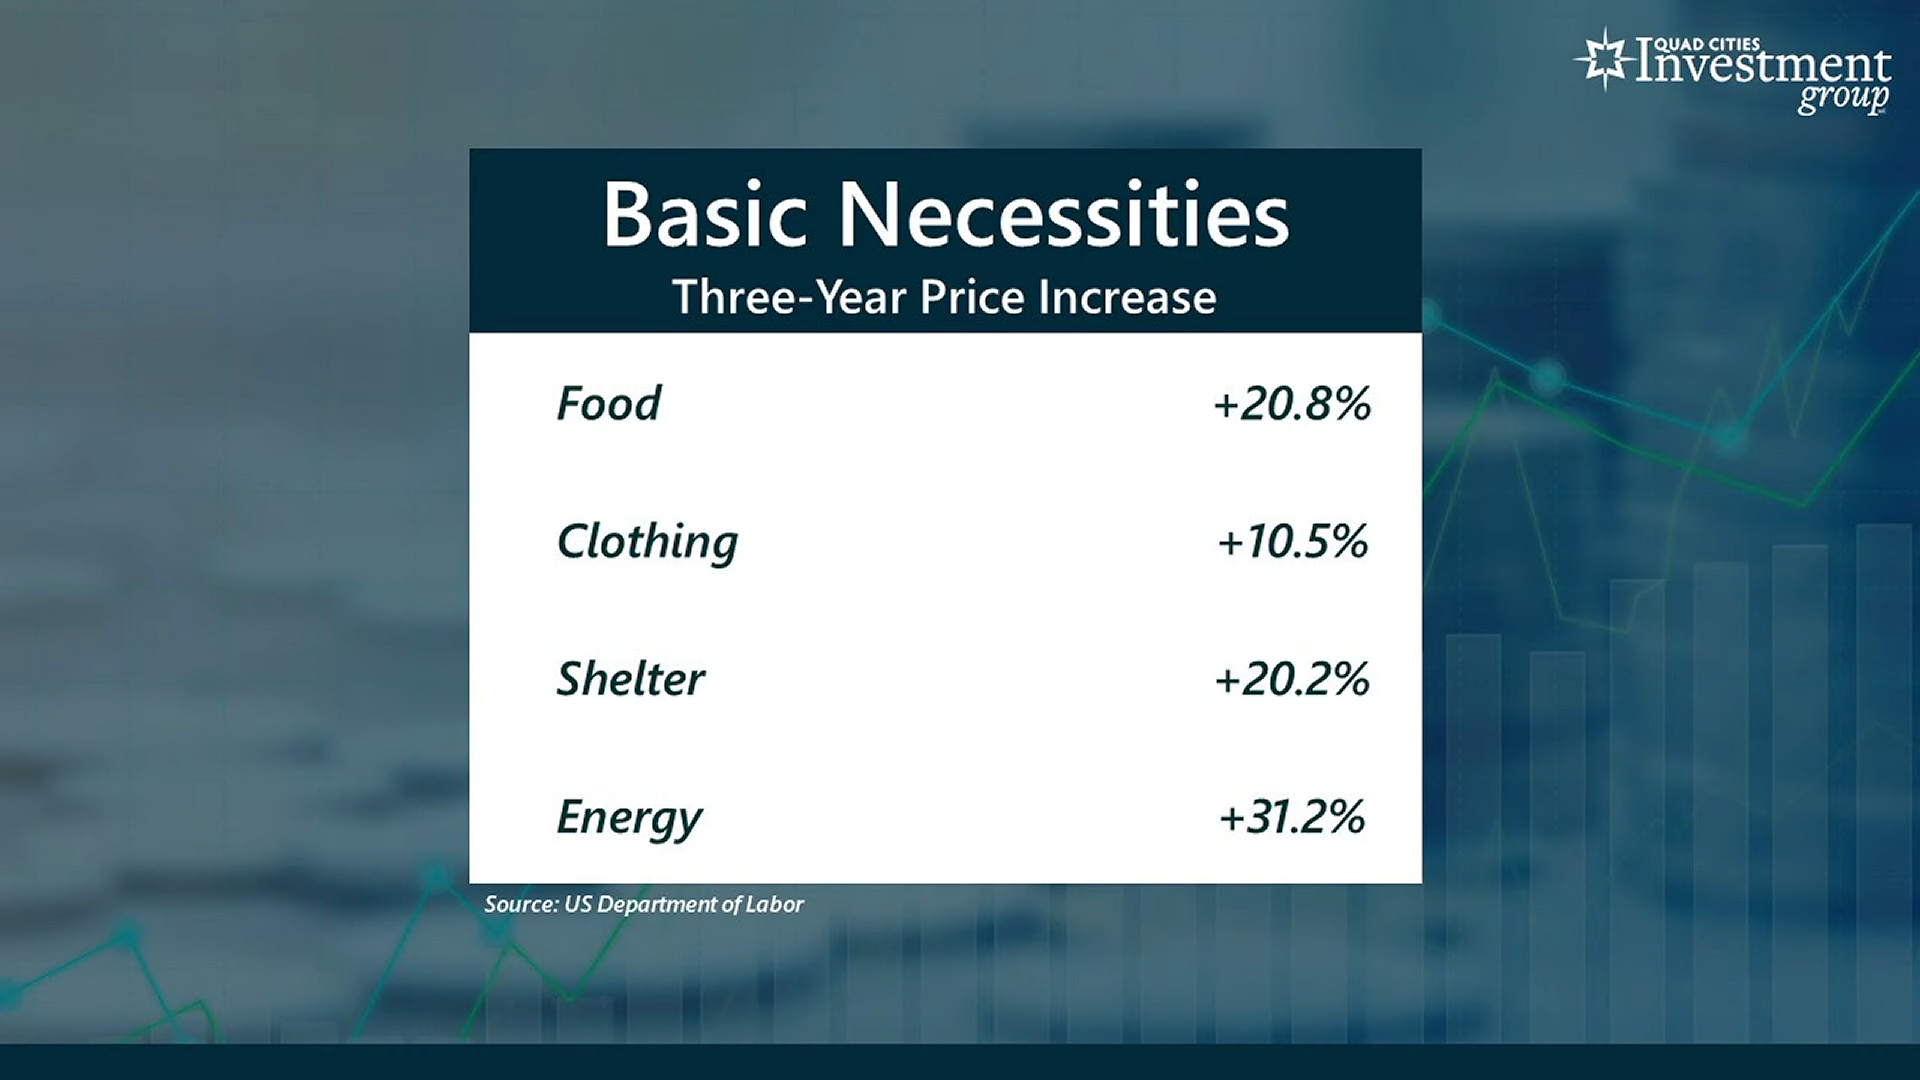 QUAD CITIES
Investment
group
Basic Necessities
Three-Year Price Increase
Food +20.8%
Clothing +10.5%
Shelter +20.2%
Energy +31.2%
Source: US Department of Labor